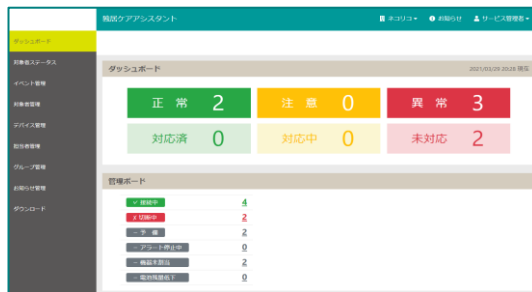 独居ケアアシスタント
ネコリコ
お知らせ
サービス管理者
ダッシュボード
対象者ステータス
イベント管理
対象者管理
デバイス管理
担当者管理
グループ管理
お知らせ管理
ダウンロード
ダッシュボード
2021/03/29 20:28 現在
正常 2
注意 0
異常 3
対応済 0
対応中 0
未対応 2
管理ボード
接続中 4
切断中 2
予備 2
アラート停止中 0
機器未割当 2
電池残量低下 0